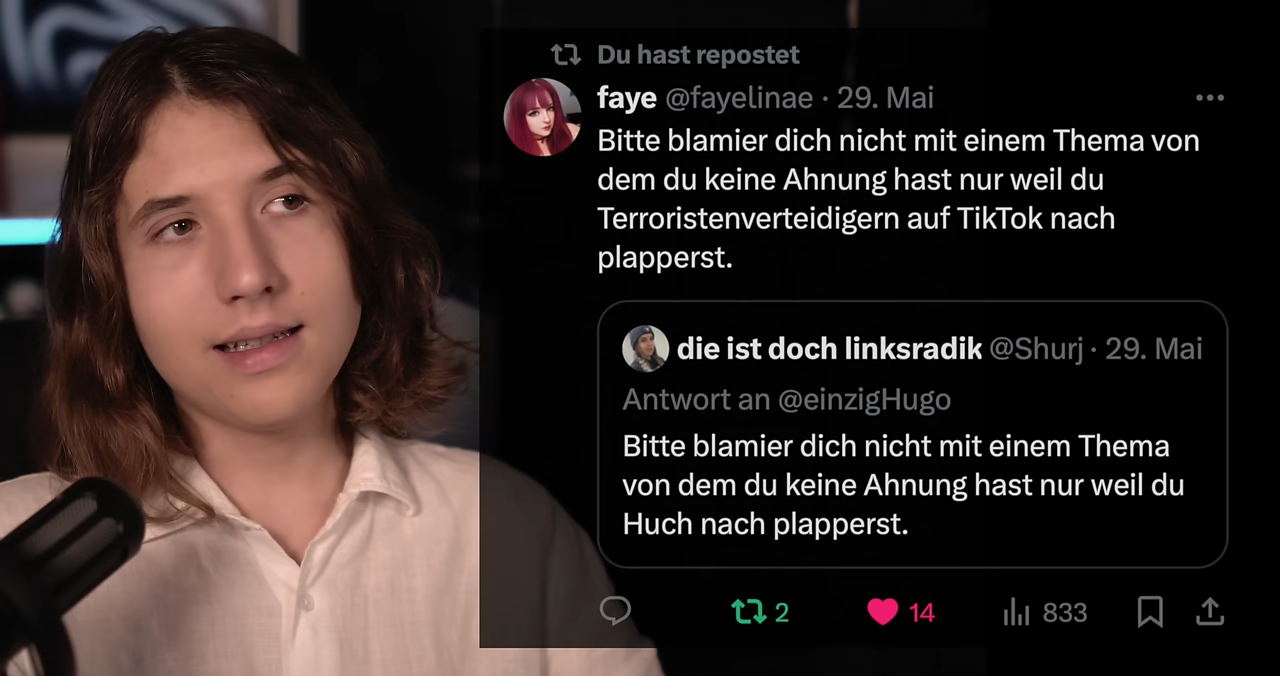 Du hast repostet
faye @fayelinae · 29. Mai
Bitte blamier dich nicht mit einem Thema von
dem du keine Ahnung hast nur weil du
Terroristenverteidigern auf TikTok nach
plapperst.
die ist doch linksradik @Shurj · 29. Mai
Antwort an @einzigHugo
Bitte blamier dich nicht mit einem Thema
von dem du keine Ahnung hast nur weil du
Huch nach plapperst.
2 14 833